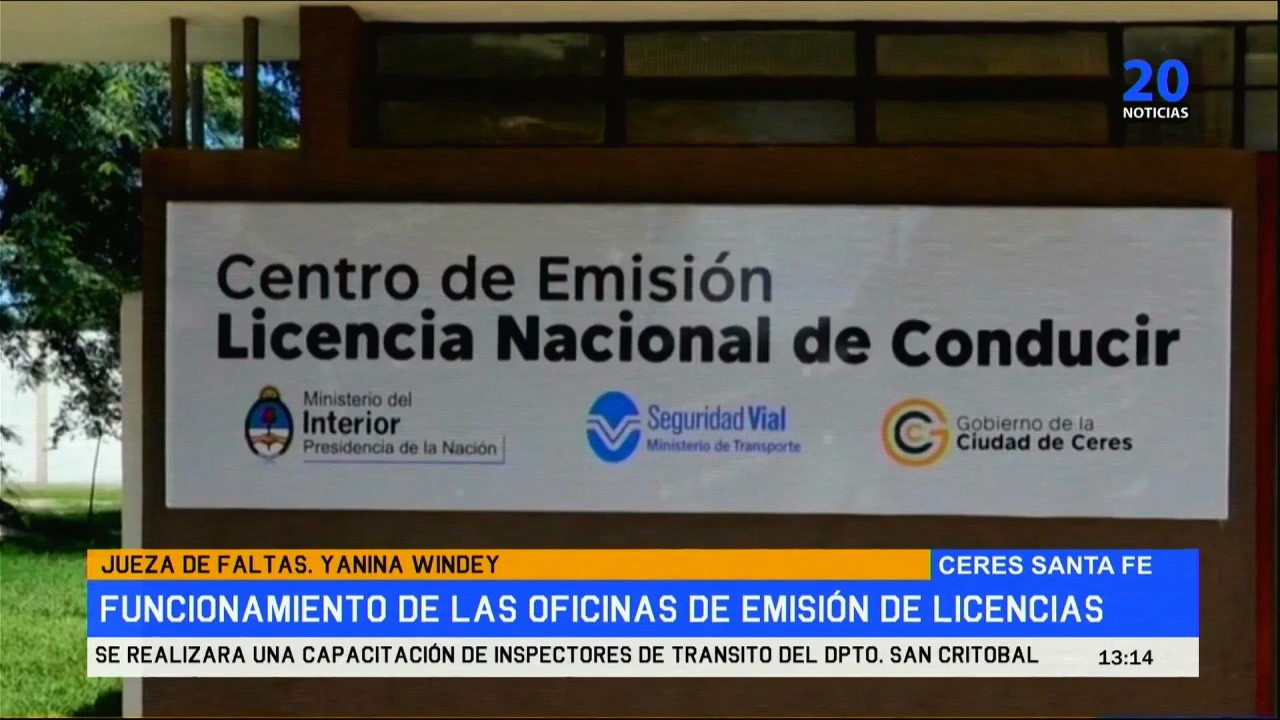 20
NOTICIAS
Centro de Emisión
Licencia Nacional de Conducir
Ministerio del
Interior
Presidencia de la Nación
Seguridad Vial
Ministerio de Transporte
Gobierno de la
Ciudad de Ceres
JUEZA DE FALTAS. YANINA WINDEY
CERES SANTA FE
FUNCIONAMIENTO DE LAS OFICINAS DE EMISIÓN DE LICENCIAS
SE REALIZARA UNA CAPACITACIÓN DE INSPECTORES DE TRANSITO DEL DPTO. SAN CRITOBAL
13:14